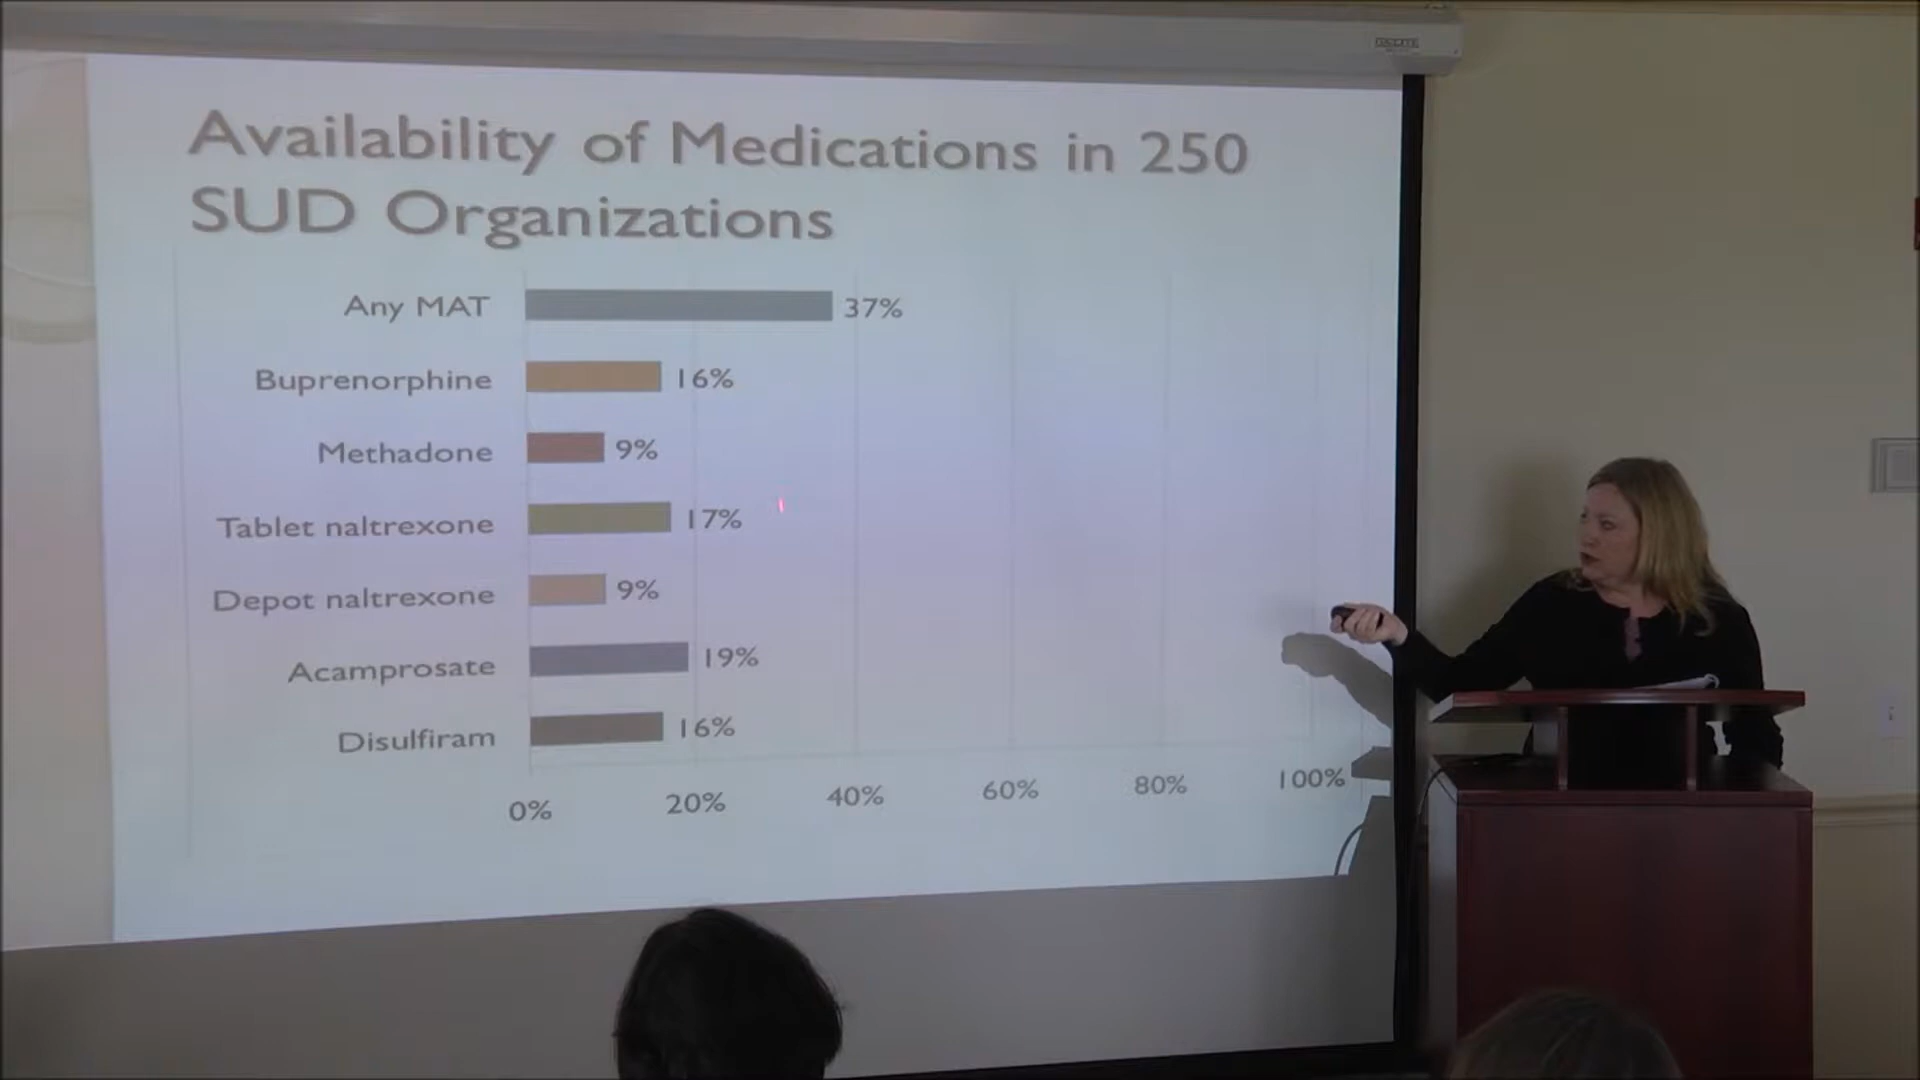 Availability of Medications in 250
SUD Organizations
Any MAT 37%
Buprenorphine 16%
Methadone 9%
Tablet naltrexone 17%
Depot naltrexone 9%
Acamprosate 19%
Disulfiram 16%
0% 20% 40% 60% 80% 100%